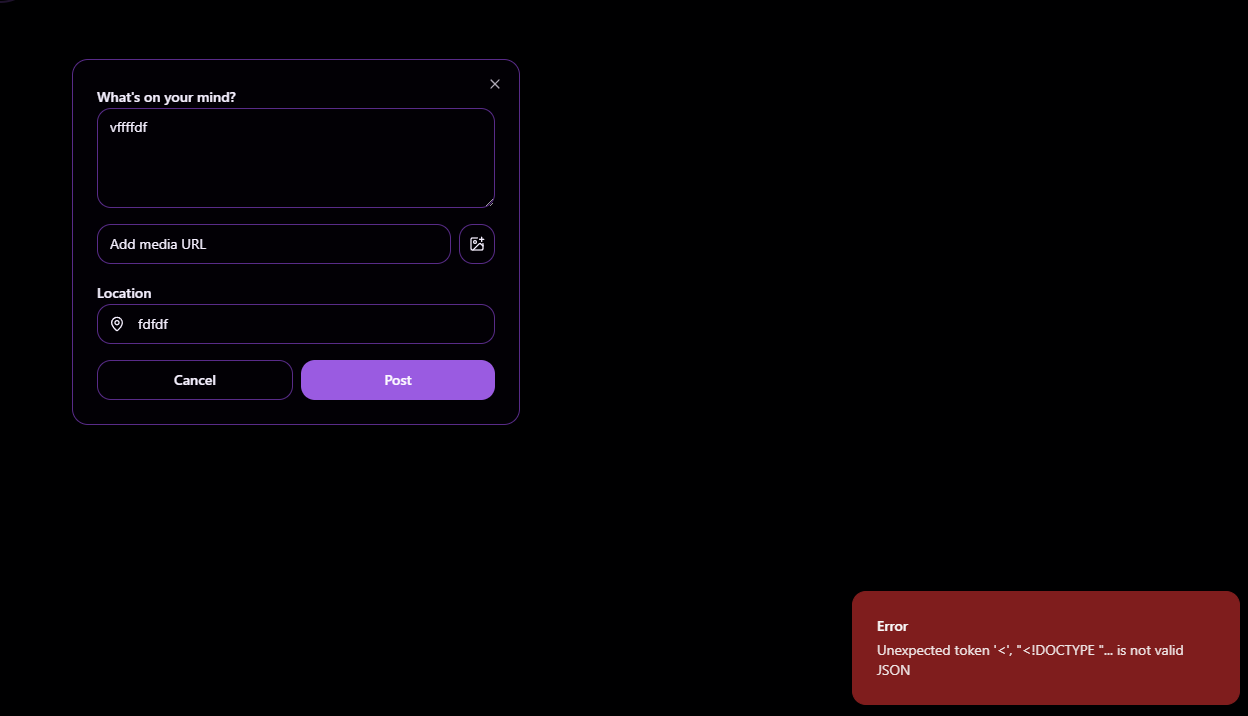 What's on your mind?
vffffdf
Add media URL
Location
fdfdf
Cancel
Post
Error
Unexpected token '<', "<!DOCTYPE "... is not valid
JSON